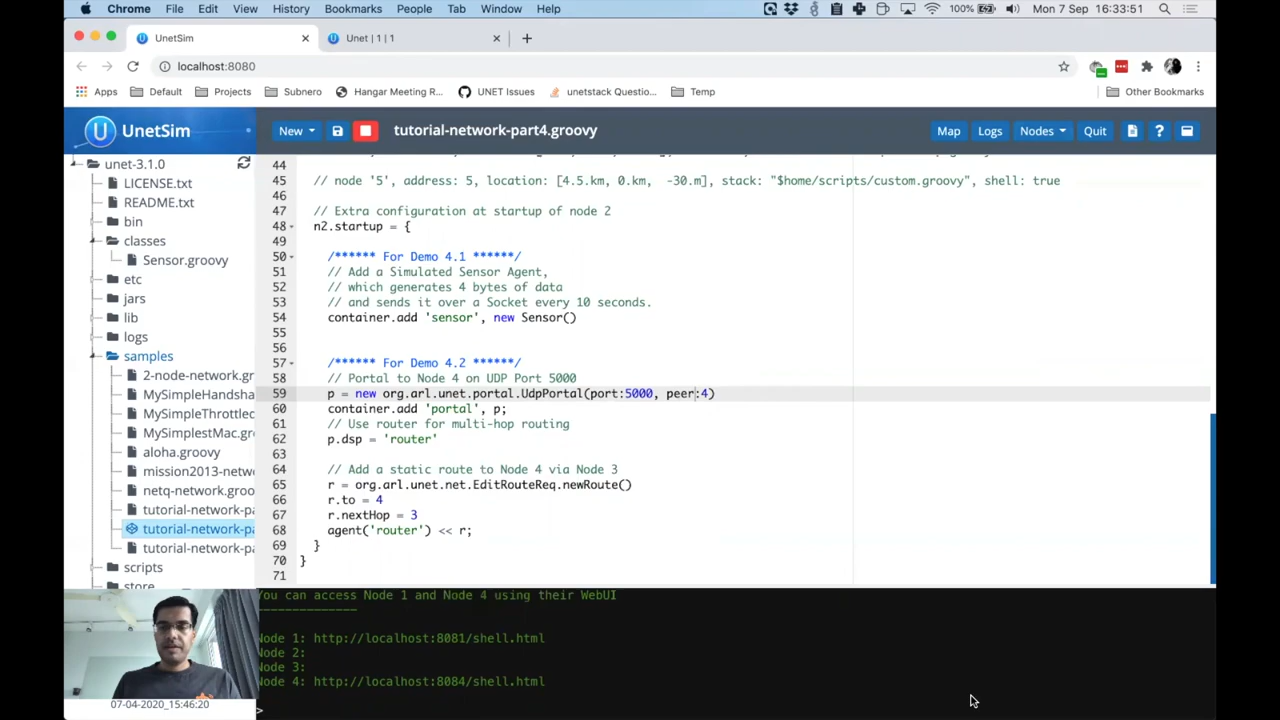 Chrome File Edit View History Bookmarks People Tab Window Help 100% Mon 7 Sep 16:33:51
UnetSim Unet | 1 | 1
localhost:8080
Apps Default Projects Subnero Hangar Meeting R... UNET Issues unetstack Questio... Temp Other Bookmarks
U UnetSim New tutorial-network-part4.groovy Map Logs Nodes Quit ?
unet-3.1.0
LICENSE.txt
README.txt
bin
classes
Sensor.groovy
etc
jars
lib
logs
samples
2-node-network.gr
MySimpleHandsha
MySimpleThrottled
MySimplestMac.gr
aloha.groovy
mission2013-netw
netq-network.groo
tutorial-network-pa
tutorial-network-pa
tutorial-network-pa
scripts
store
44
45 // node '5', address: 5, location: [4.5.km, 0.km, -30.m], stack: "$home/scripts/custom.groovy", shell: true
46
47 // Extra configuration at startup of node 2
48 n2.startup = {
49
50 /****** For Demo 4.1 ******/
51 // Add a Simulated Sensor Agent,
52 // which generates 4 bytes of data
53 // and sends it over a Socket every 10 seconds.
54 container.add 'sensor', new Sensor()
55
56
57 /****** For Demo 4.2 ******/
58 // Portal to Node 4 on UDP Port 5000
59 p = new org.arl.unet.portal.UdpPortal(port:5000, peer:4)
60 container.add 'portal', p;
61 // Use router for multi-hop routing
62 p.dsp = 'router'
63
64 // Add a static route to Node 4 via Node 3
65 r = org.arl.unet.net.EditRouteReq.newRoute()
66 r.to = 4
67 r.nextHop = 3
68 agent('router') << r;
69 }
70 }
71
You can access Node 1 and Node 4 using their WebUI
--------------
Node 1: http://localhost:8081/shell.html
Node 2:
Node 3:
Node 4: http://localhost:8084/shell.html
>
07-04-2020_15:46:20